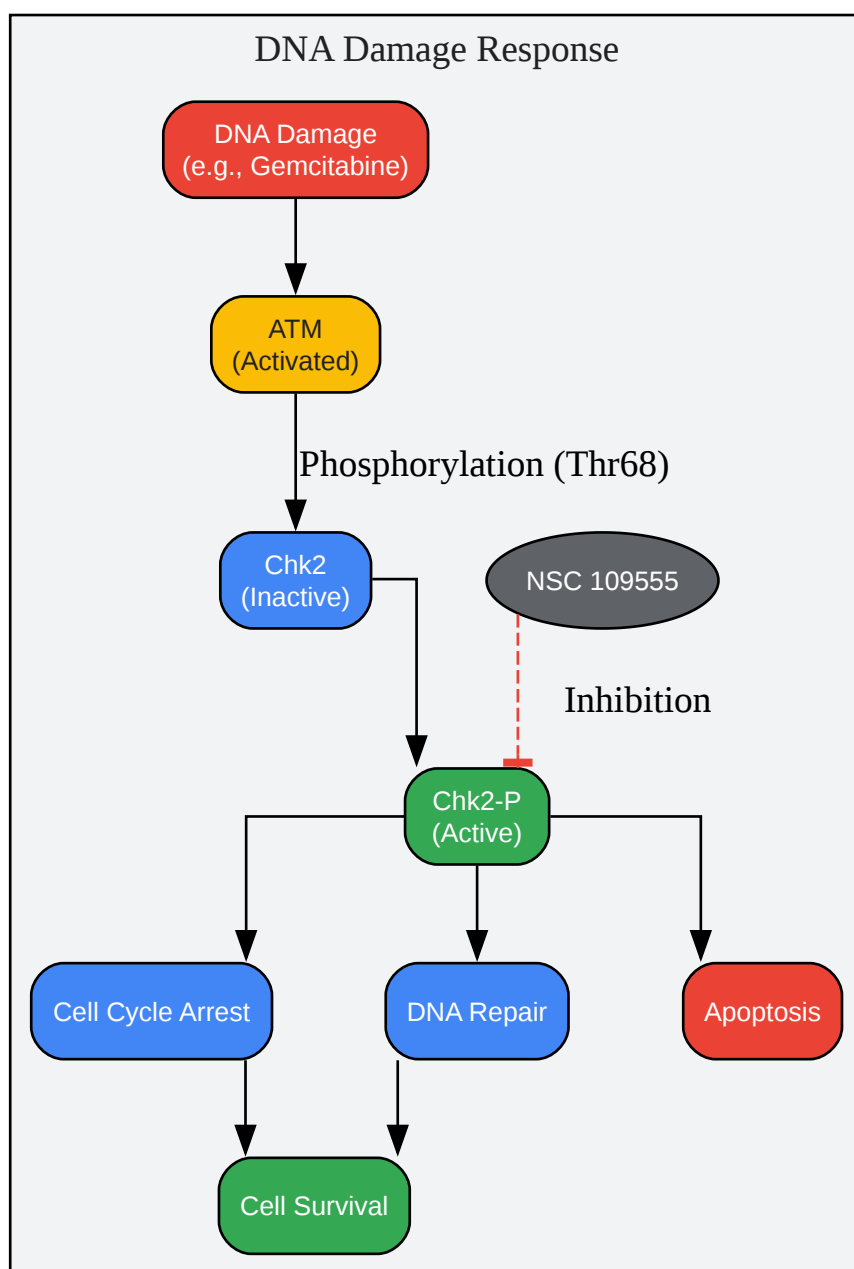 DNA Damage Response
DNA Damage
(e.g., Gemcitabine)
ATM
(Activated)
Phosphorylation (Thr68)
Chk2
(Inactive)
NSC 109555
Inhibition
Chk2-P
(Active)
Cell Cycle Arrest
DNA Repair
Apoptosis
Cell Survival